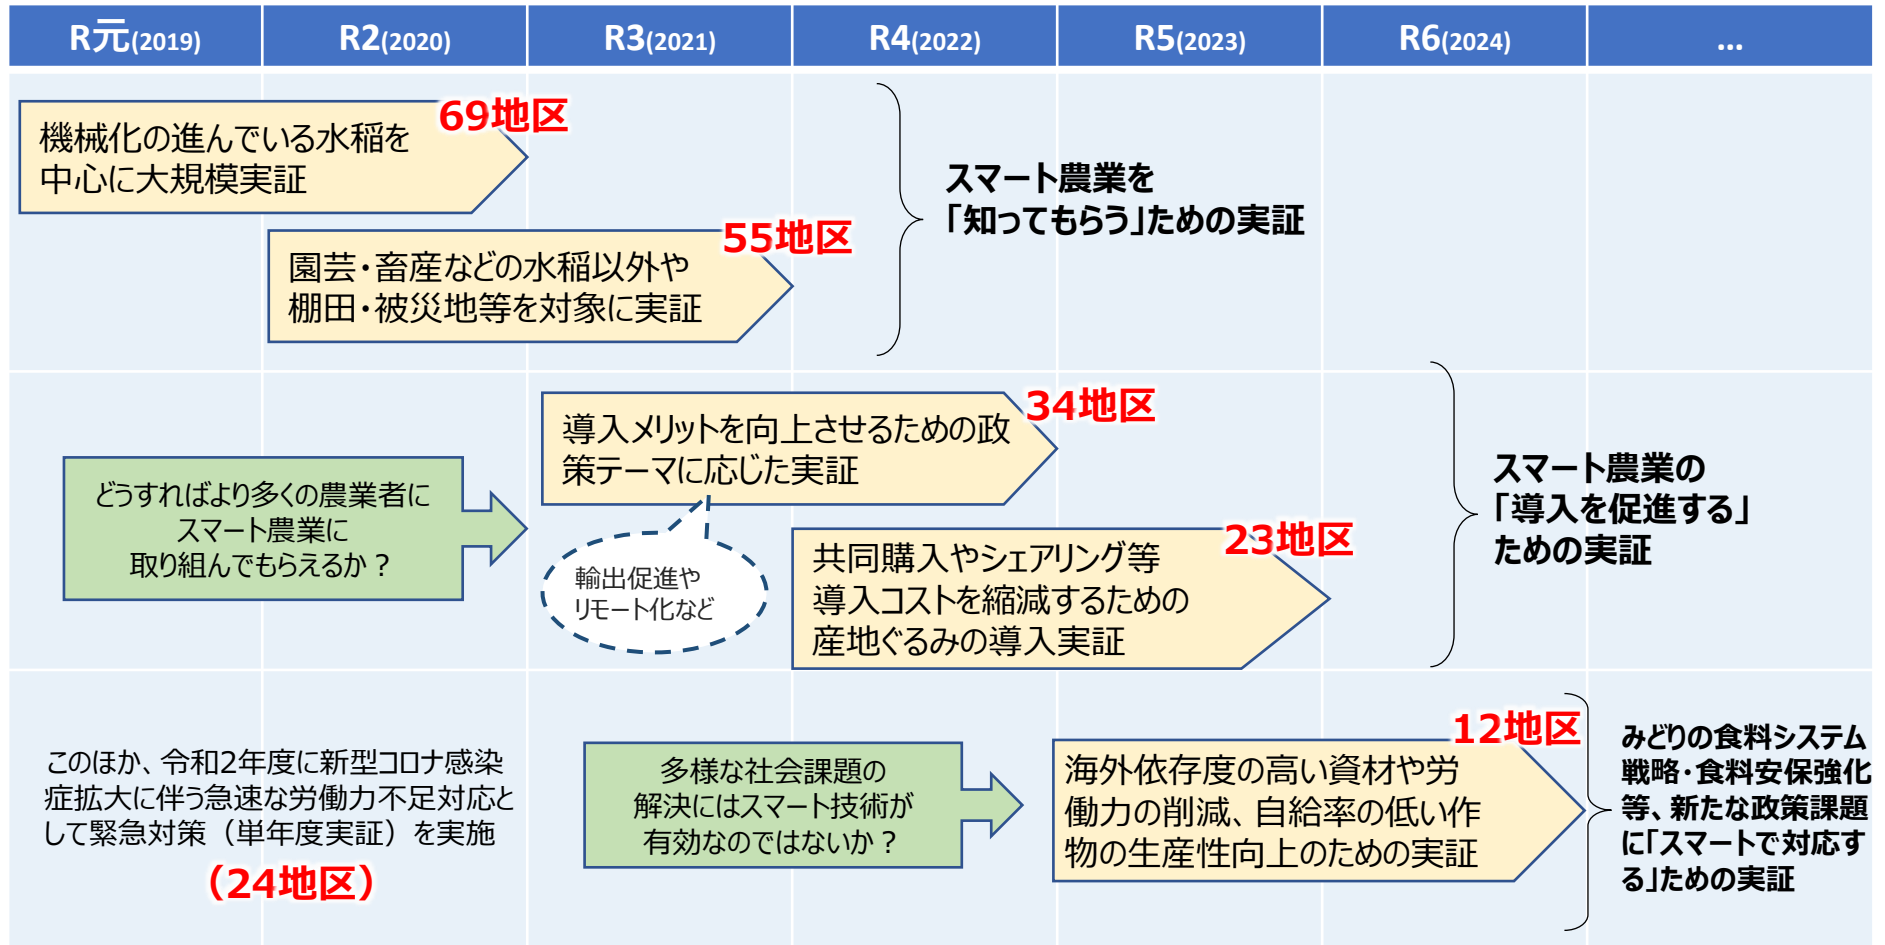 R元(2019)
R2(2020)
R3(2021)
R4(2022)
R5(2023)
R6(2024)
…
69地区
機械化の進んでいる水稲を
中心に大規模実証
55地区
園芸・畜産などの水稲以外や
棚田・被災地等を対象に実証
スマート農業を
「知ってもらう」ための実証
34地区
導入メリットを向上させるための政
策テーマに応じた実証
どうすればより多くの農業者に
スマート農業に
取り組んでもらえるか？
輸出促進や
リモート化など
23地区
共同購入やシェアリング等
導入コストを縮減するための
産地ぐるみの導入実証
スマート農業の
「導入を促進する」
ための実証
このほか、令和2年度に新型コロナ感染
症拡大に伴う急速な労働力不足対応と
して緊急対策（単年度実証）を実施
（24地区）
多様な社会課題の
解決にはスマート技術が
有効なのではないか？
12地区
海外依存度の高い資材や労
働力の削減、自給率の低い作
物の生産性向上のための実証
みどりの食料システム
戦略・食料安保強化
等、新たな政策課題
に「スマートで対応す
る」ための実証